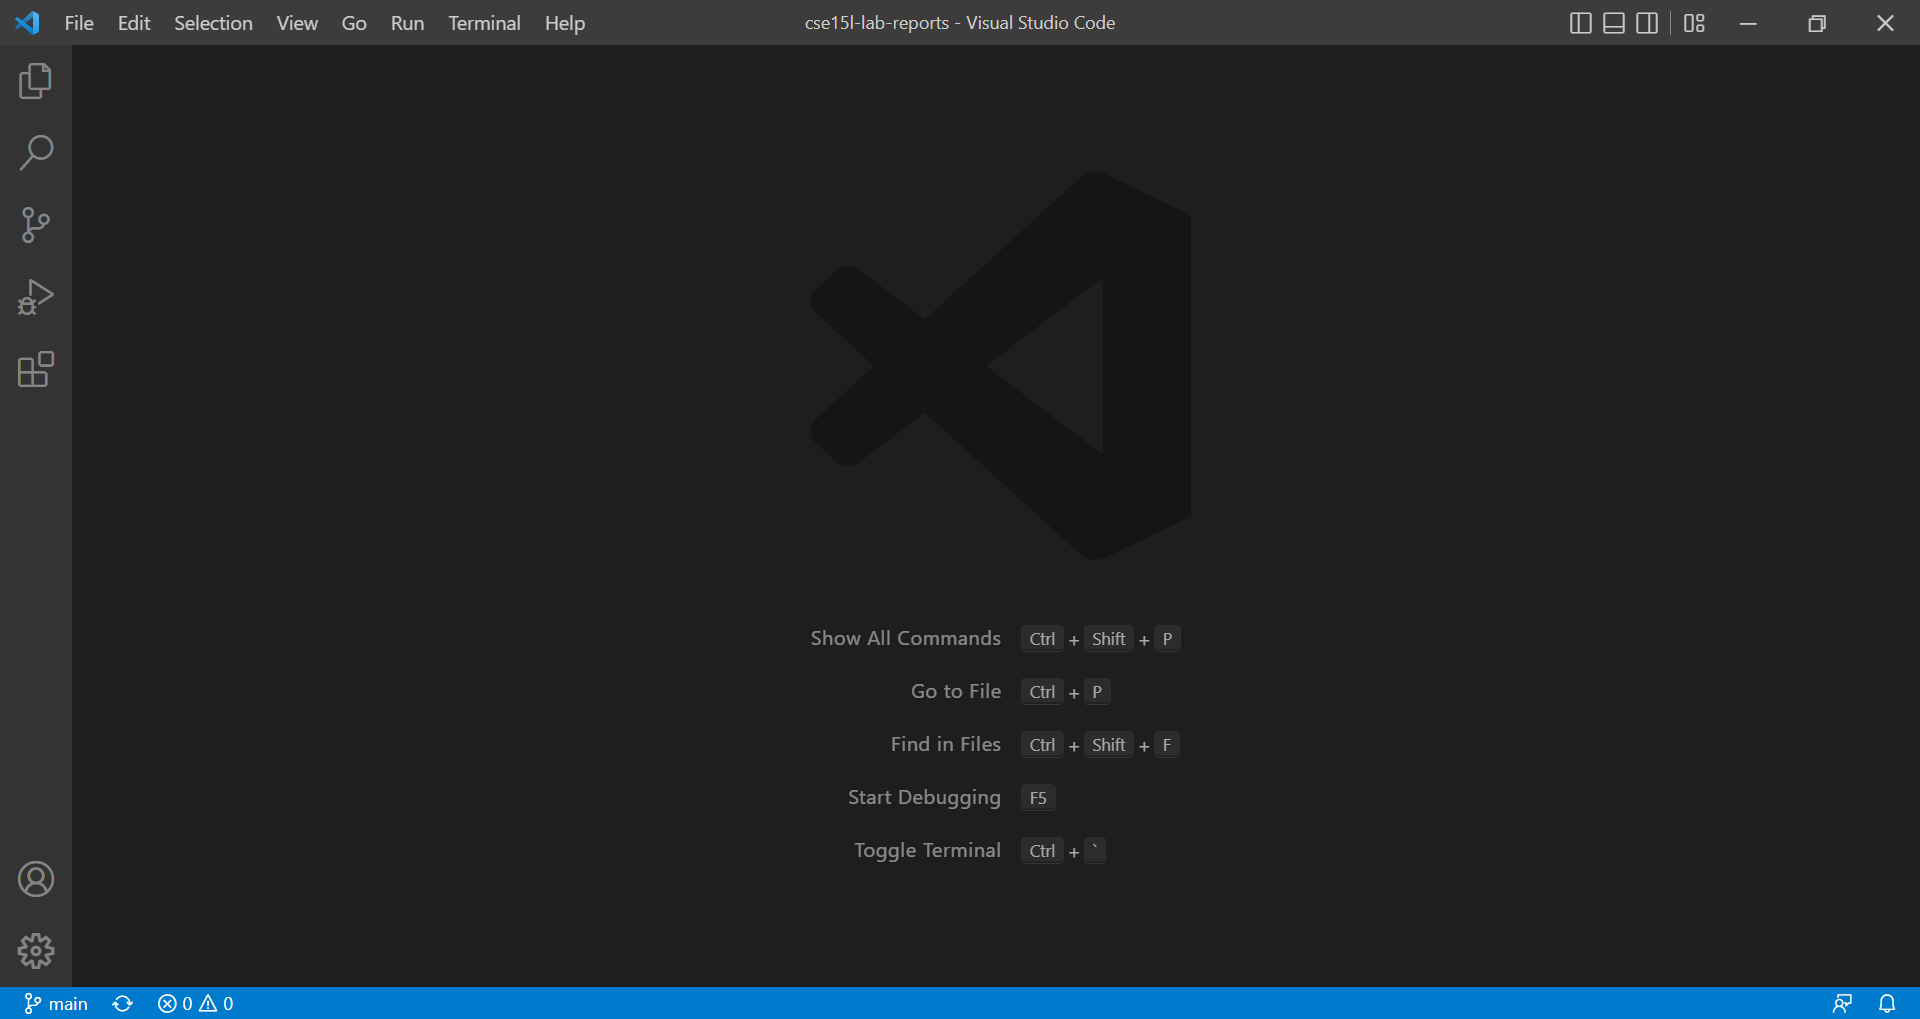 File Edit Selection View Go Run Terminal Help cse15l-lab-reports - Visual Studio Code
Show All Commands Ctrl + Shift + P
Go to File Ctrl + P
Find in Files Ctrl + Shift + F
Start Debugging F5
Toggle Terminal Ctrl + `
main 0 0